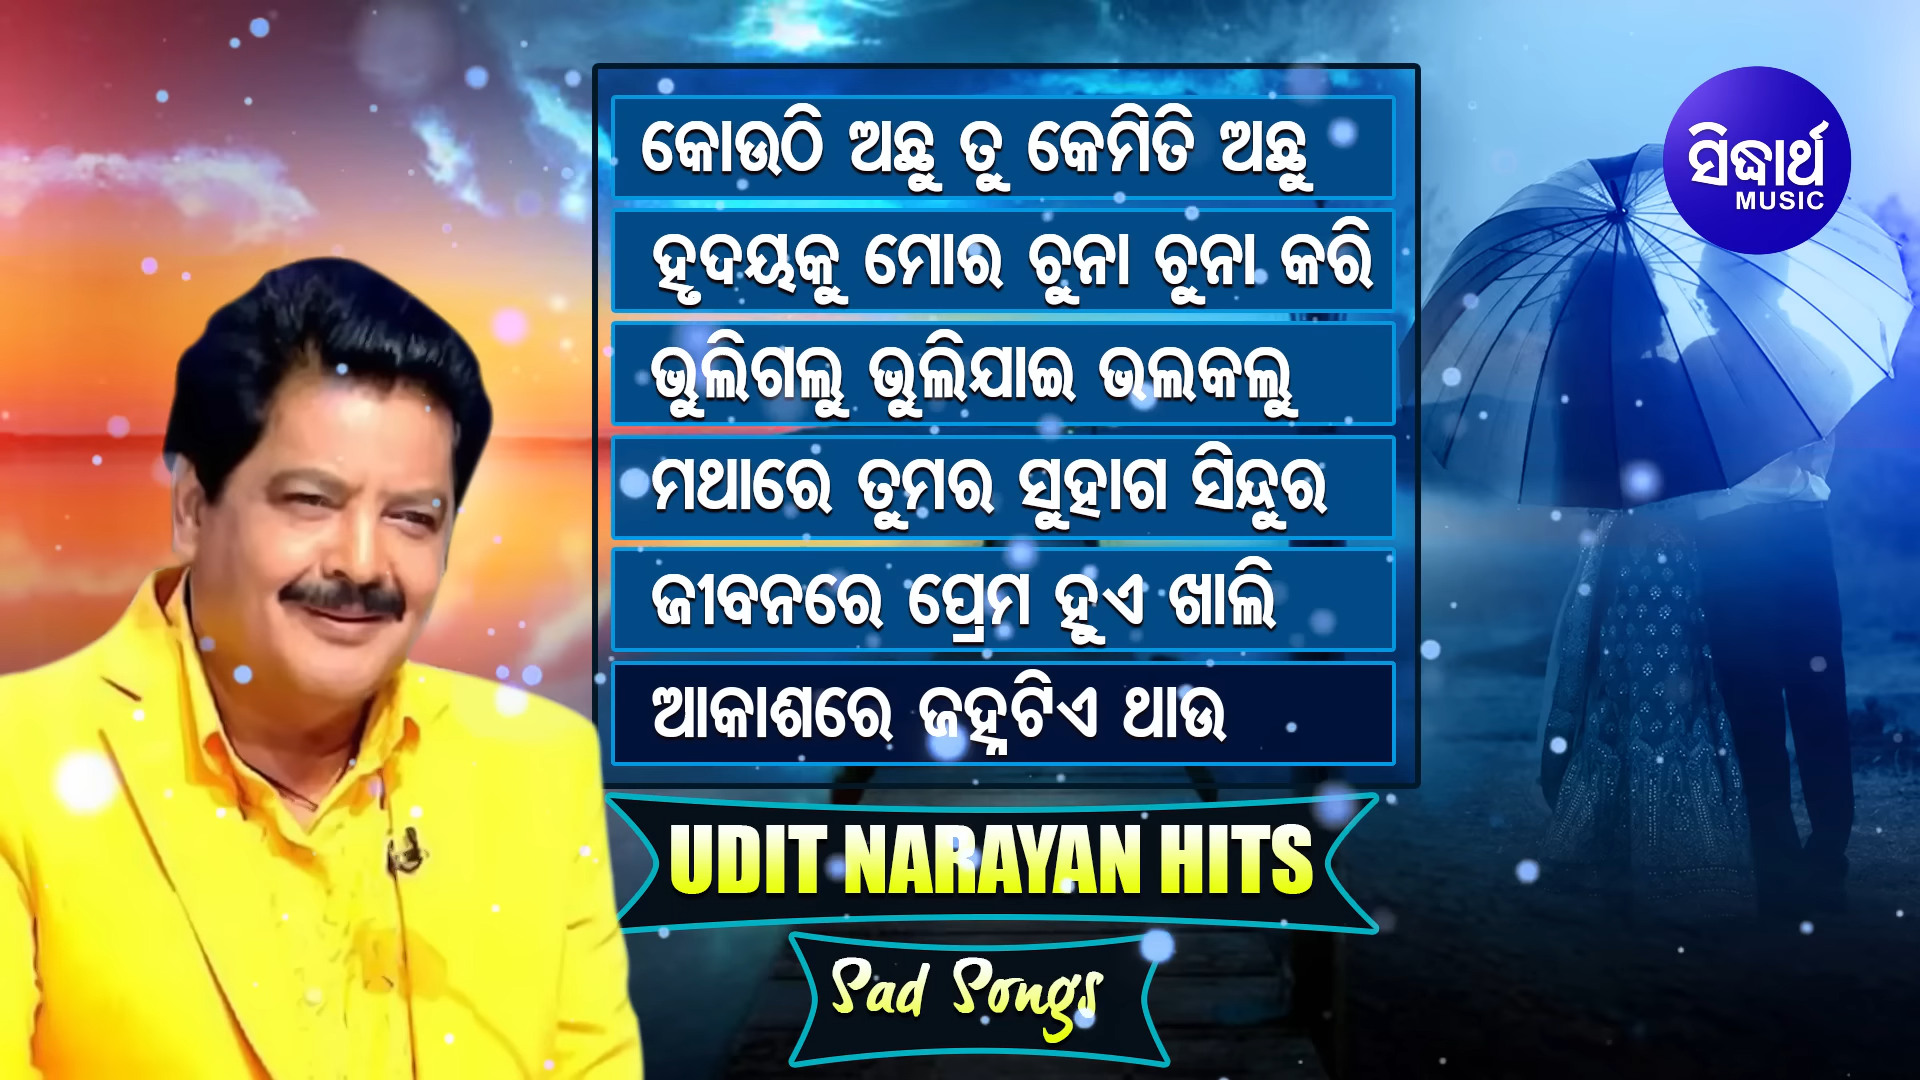 କୋଉଠି ଅଛୁ ତୁ କେମିତି ଅଛୁ
ହୃଦୟକୁ ମୋର ଚୁନା ଚୁନା କରି
ଭୁଲିଗଲୁ ଭୁଲିଯାଇ ଭଲକଲୁ
ମଥାରେ ତୁମର ସୁହାଗ ସିନ୍ଦୁର
ଜୀବନରେ ପ୍ରେମ ହୁଏ ଖାଲି
ଆକାଶରେ ଜହ୍ନଟିଏ ଥାଉ
UDIT NARAYAN HITS
Sad Songs
ସିଦ୍ଧାର୍ଥ
MUSIC